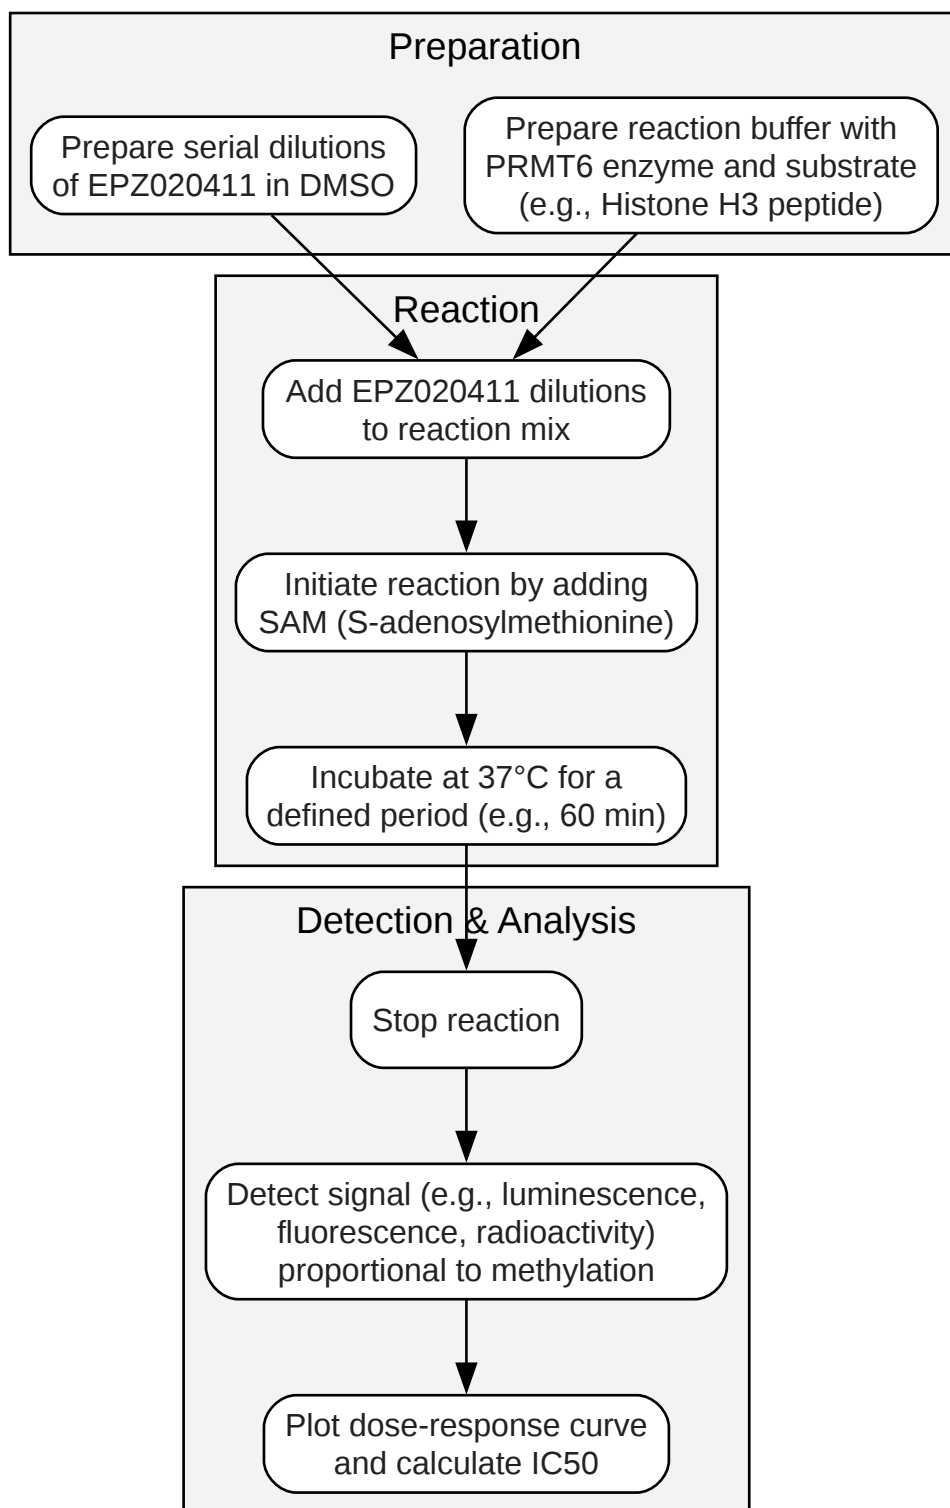 Preparation
Prepare serial dilutions
of EPZ020411 in DMSO
Prepare reaction buffer with
PRMT6 enzyme and substrate
(e.g., Histone H3 peptide)
Reaction
Add EPZ020411 dilutions
to reaction mix
Initiate reaction by adding
SAM (S-adenosylmethionine)
Incubate at 37°C for a
defined period (e.g., 60 min)
Detection & Analysis
Stop reaction
Detect signal (e.g., luminescence,
fluorescence, radioactivity)
proportional to methylation
Plot dose-response curve
and calculate IC50